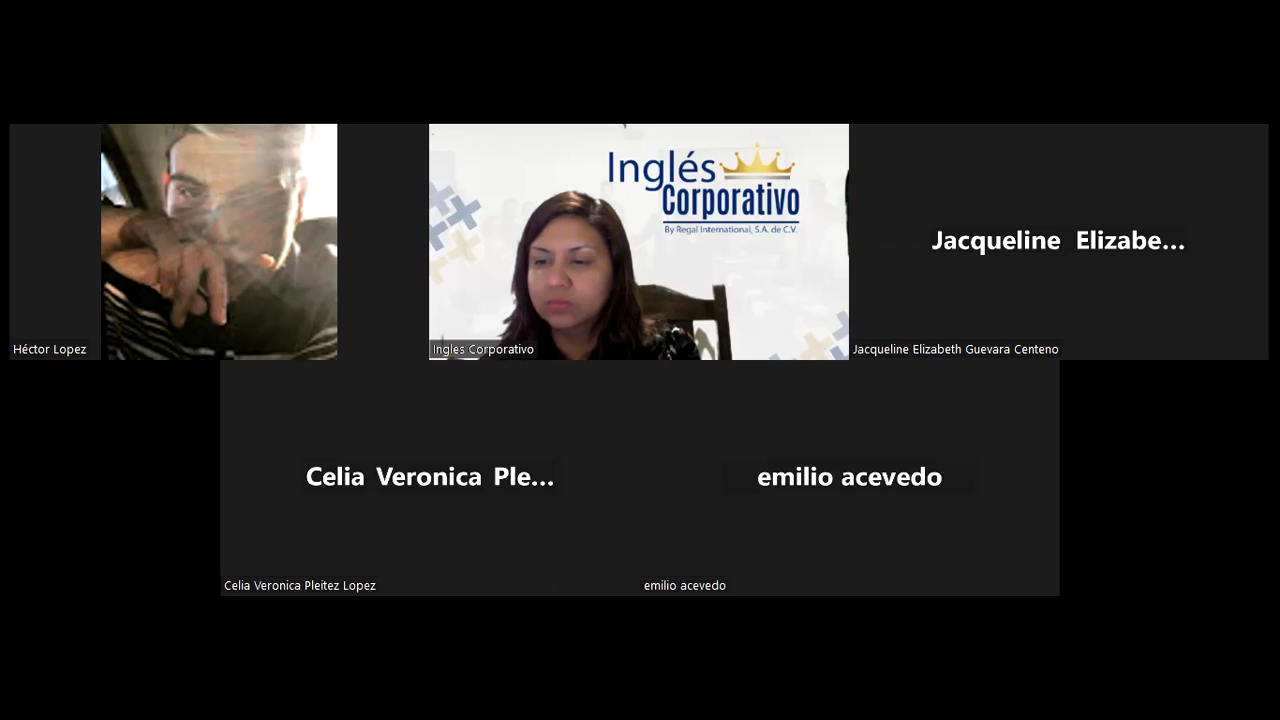 Inglés
Corporativo
By Regal International, S.A. de C.V.
Jacqueline Elizabe...
Héctor Lopez
Ingles Corporativo
Jacqueline Elizabeth Guevara Centeno
Celia Veronica Ple...
emilio acevedo
Celia Veronica Pleitez Lopez
emilio acevedo